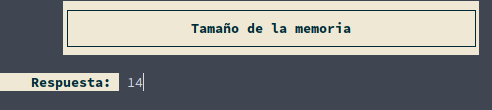 Tamaño de la memoria
Respuesta: 14